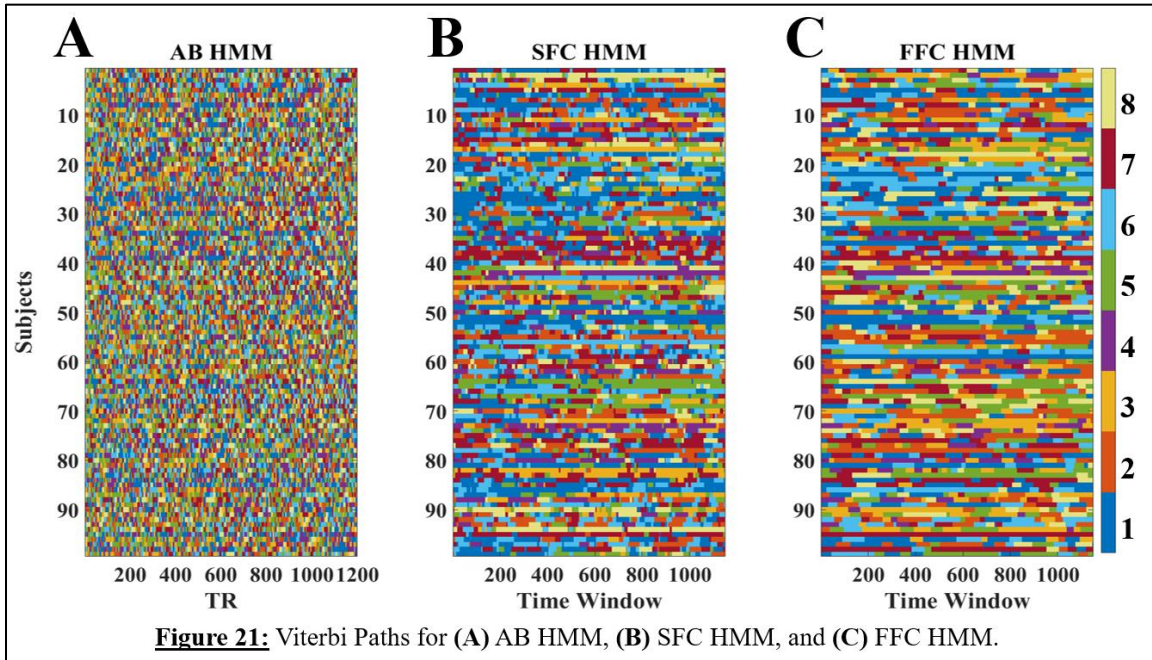 A B C
AB HMM SFC HMM FFC HMM
10 10 10 8
20 20 20 7
30 30 30 6
40 40 40 5
50 50 50 4
60 60 60 3
70 70 70 2
80 80 80 1
90 90 90
Subjects
200 400 600 800 1000 1200 200 400 600 800 1000 200 400 600 800 1000
TR Time Window Time Window
Figure 21: Viterbi Paths for (A) AB HMM, (B) SFC HMM, and (C) FFC HMM.